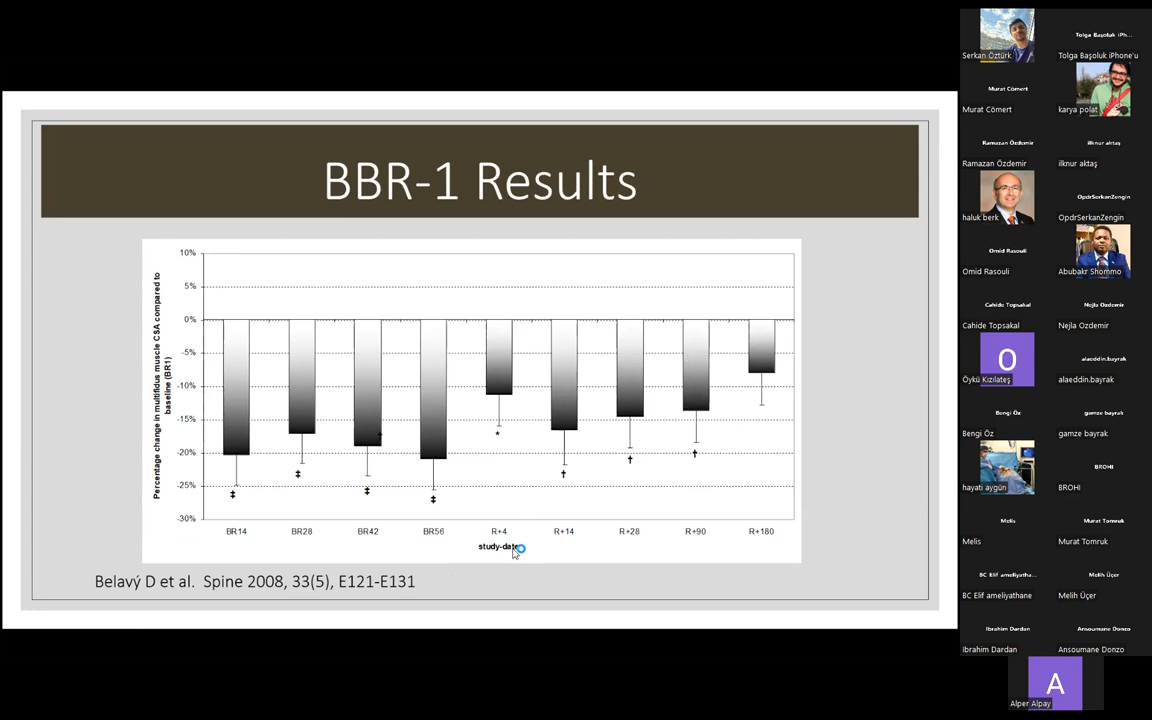 BBR-1 Results
Percentage change in multifidus muscle CSA compared to
baseline (BR1)
10%
5%
0%
-5%
-10%
-15%
-20%
-25%
-30%
‡
‡
†
‡
‡
*
†
†
†
BR14 BR28 BR42 BR56 R+4 R+14 R+28 R+90 R+180
study-date
Belavý D et al. Spine 2008, 33(5), E121-E131
Serkan Öztürk
Tolga Başoluk iPh...
Tolga Başoluk iPhone'u
Murat Cömert
Murat Cömert
karya polat
Ramazan Özdemir
Ramazan Özdemir
ilknur aktaş
ilknur aktaş
haluk berk
OpdrSerkanZengin
OpdrSerkanZengin
Omid Rasouli
Omid Rasouli
Abubakr Shommo
Cahide Topsakal
Cahide Topsakal
Nejla Ozdemir
Nejla Ozdemir
O
Öykü Kızılateş
alaeddin.bayrak
alaeddin.bayrak
Bengi Öz
Bengi Öz
gamze bayrak
gamze bayrak
hayati aygün
BROHI
BROHI
Melis
Melis
Murat Tomruk
Murat Tomruk
BC Elif ameliyatha...
BC Elif ameliyathane
Melih Üçer
Melih Üçer
Ibrahim Dardan
Ibrahim Dardan
Ansoumane Donzo
Ansoumane Donzo
A
Alper Alpay